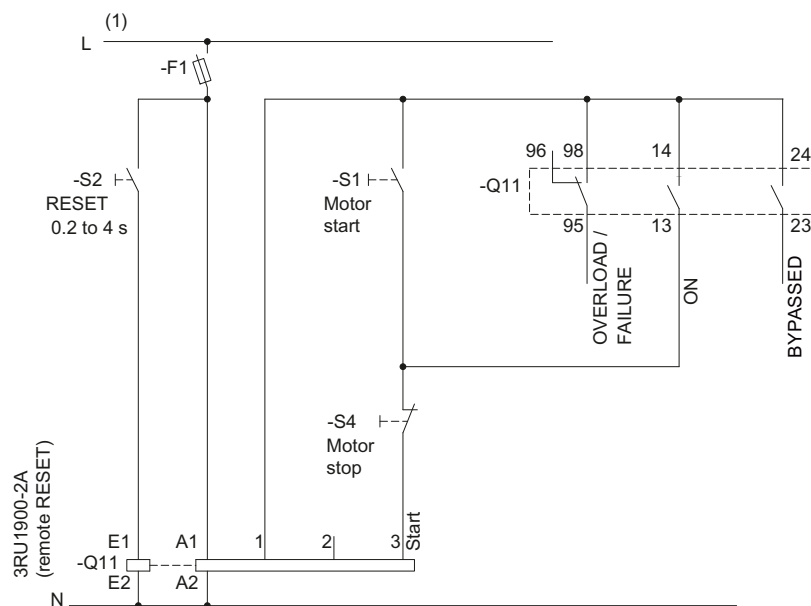 (1)
L
-F1
96 98 14 24
-S2
RESET
0.2 to 4 s
-S1
Motor
start
-Q11
95 13 23
OVERLOAD /
FAILURE
ON
BYPASSED
-S4
Motor
stop
3RU1900-2A
(remote RESET)
E1 A1 1 2 3 Start
-Q11
E2 A2
N